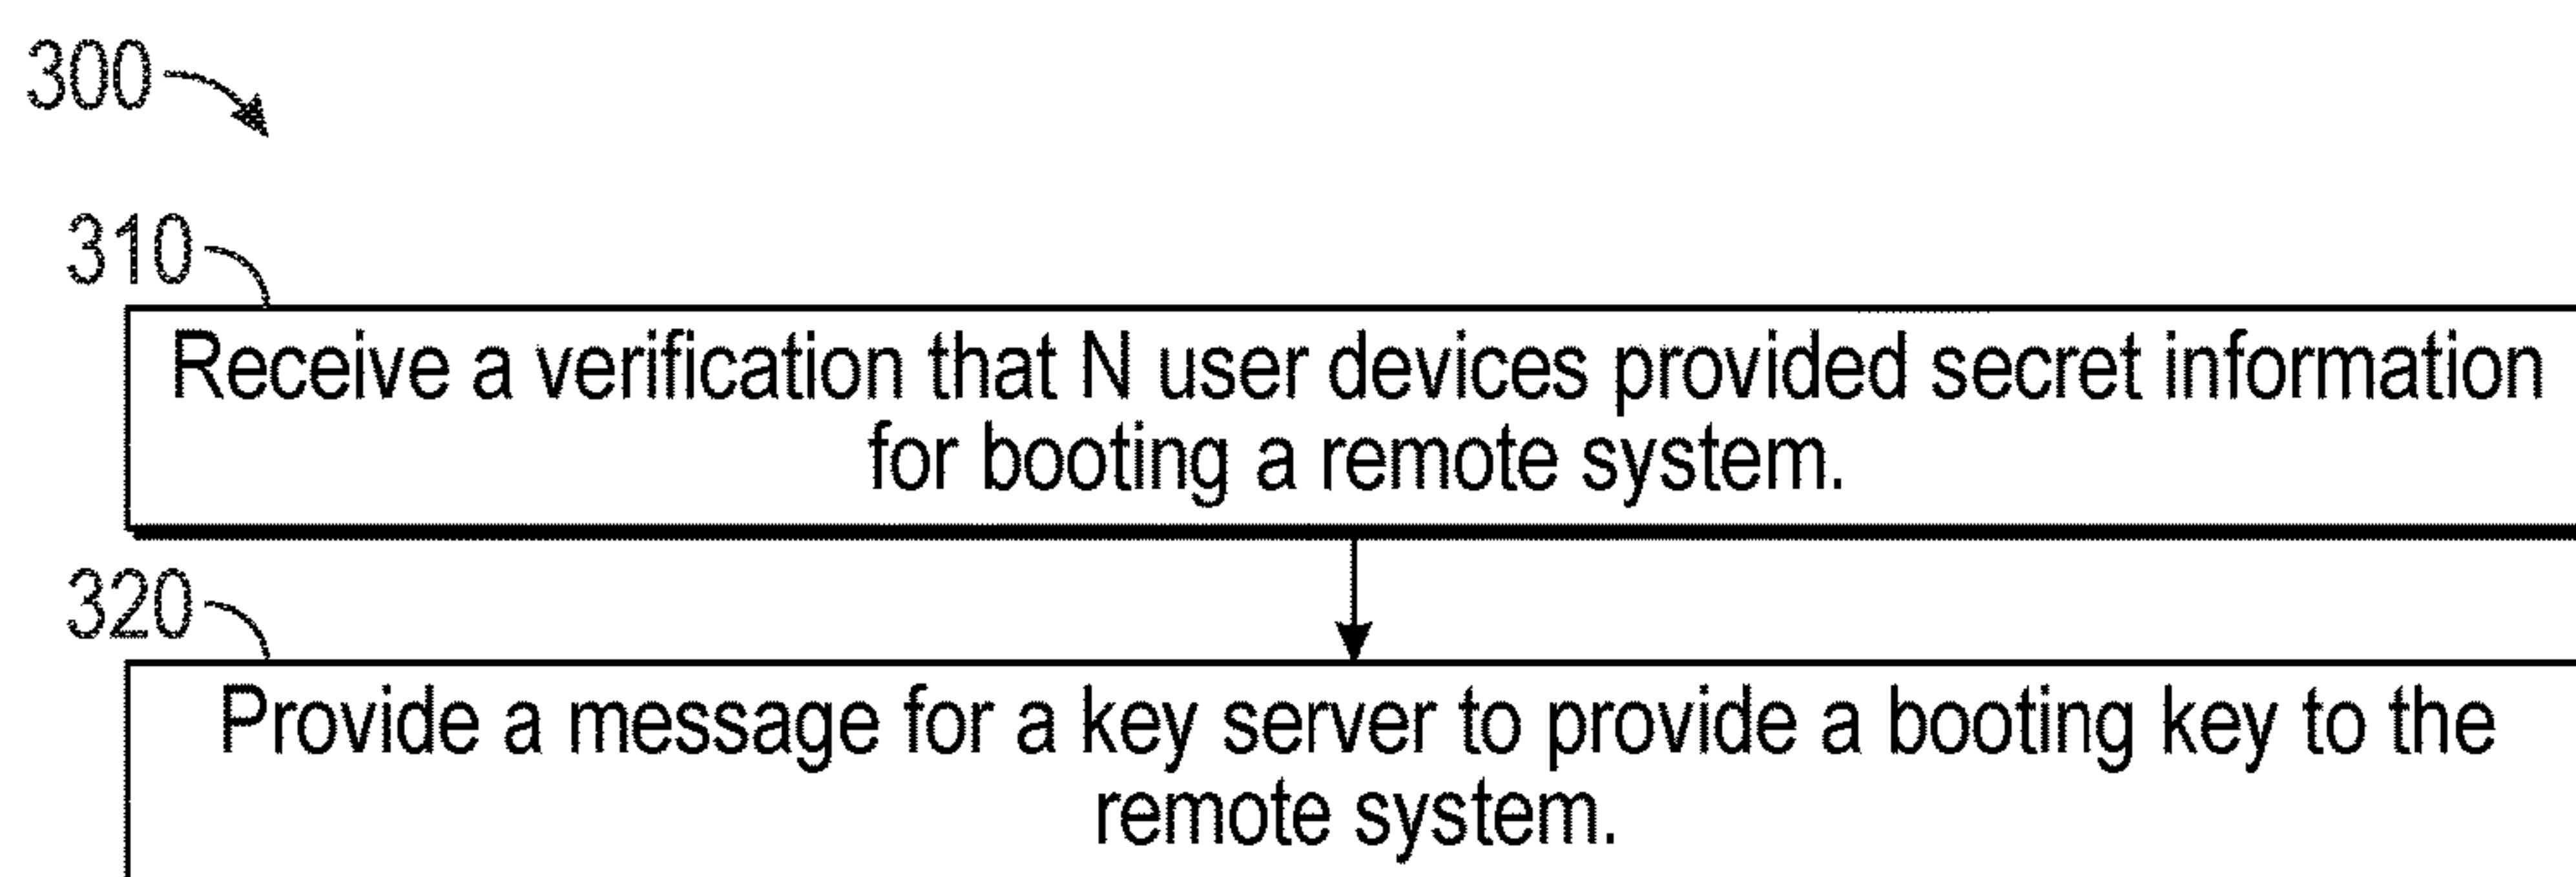 300
310
Receive a verification that N user devices provided secret information
for booting a remote system.
320
Provide a message for a key server to provide a booting key to the
remote system.